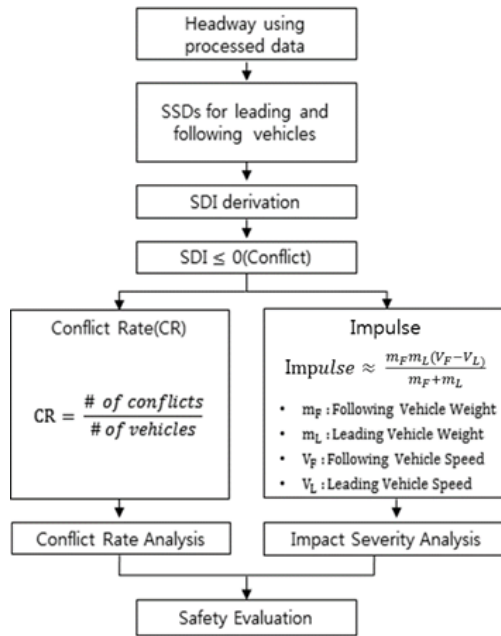 Headway using
processed data
SSDs for leading and
following vehicles
SDI derivation
SDI ≤ 0(Conflict)
Conflict Rate(CR)
CR = # of conflicts / # of vehicles
Impulse
Impulse ≈ m_F m_L (V_F − V_L) / m_F + m_L
• m_F : Following Vehicle Weight
• m_L : Leading Vehicle Weight
• V_F : Following Vehicle Speed
• V_L : Leading Vehicle Speed
Conflict Rate Analysis
Impact Severity Analysis
Safety Evaluation